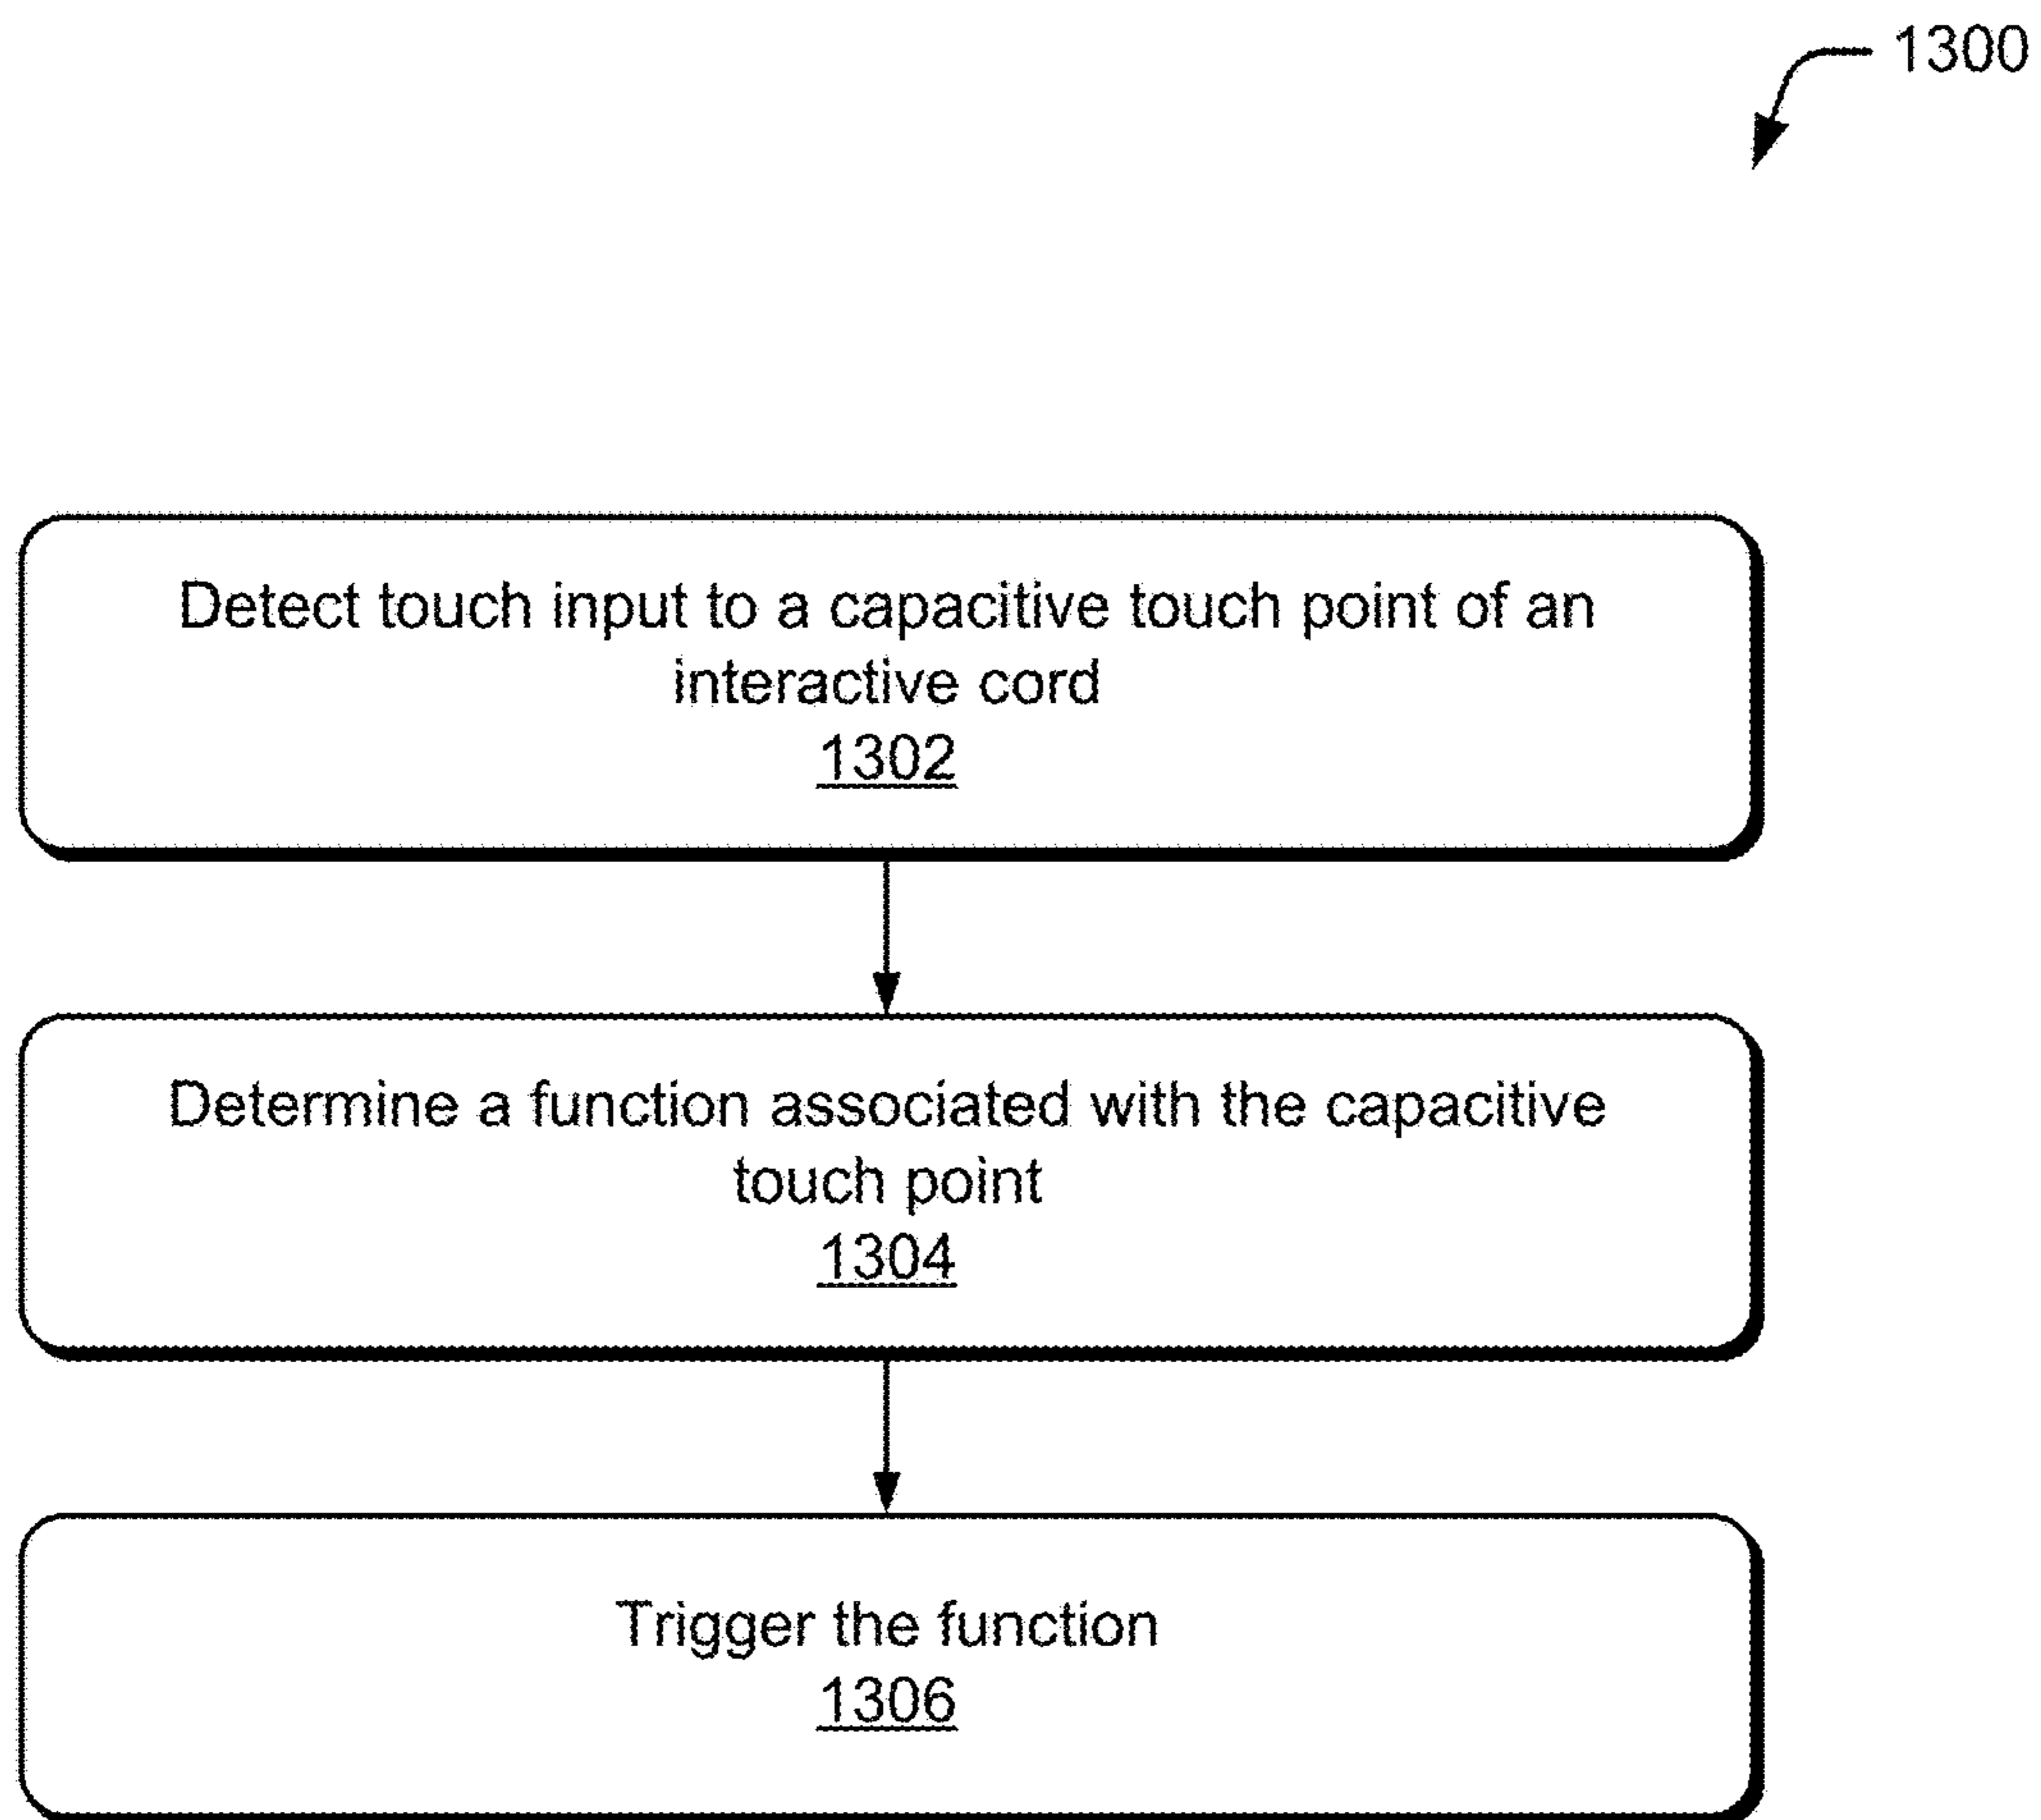 1300
Detect touch input to a capacitive touch point of an
interactive cord
1302
Determine a function associated with the capacitive
touch point
1304
Trigger the function
1306